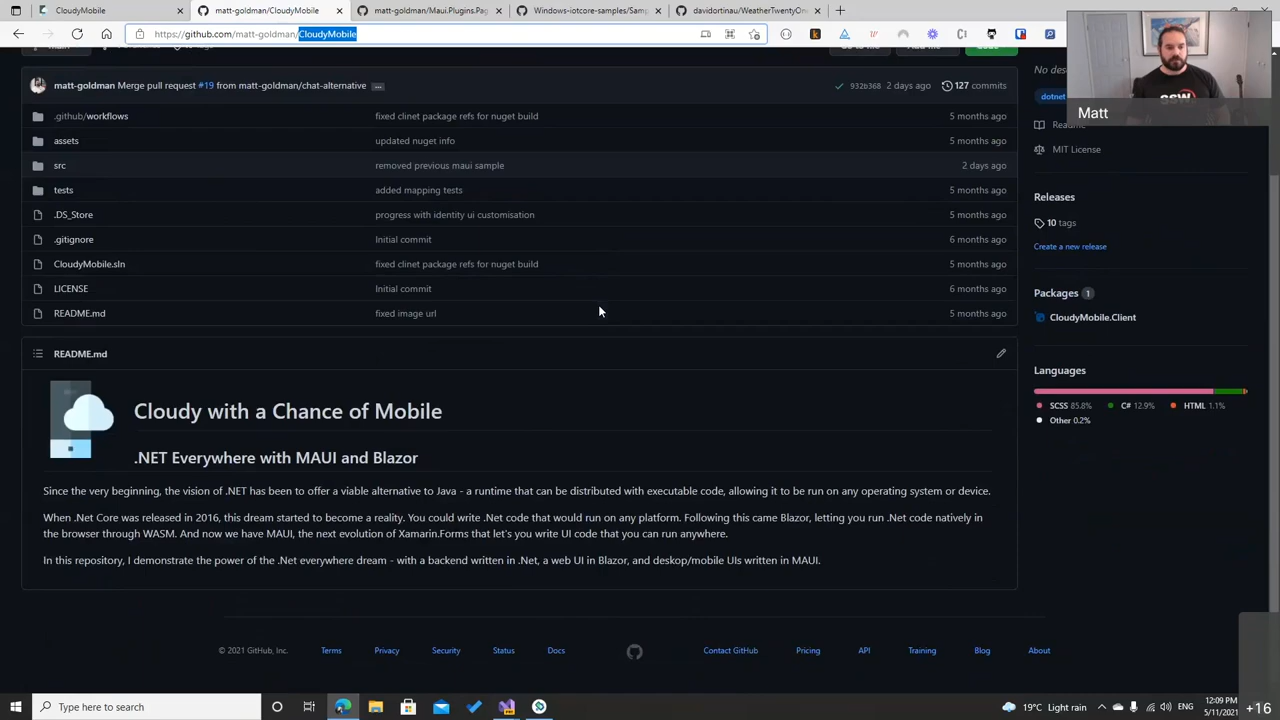 CloudyMobile
matt-goldman/CloudyMobile
matt-goldman/Maui.Plugins.Pag
Windows-iotcore-samples/Samp
davidortinau/WeatherTwentyOne
https://github.com/matt-goldman/CloudyMobile
Matt
matt-goldman Merge pull request #19 from matt-goldman/chat-alternative
932b368 2 days ago 127 commits
.github/workflows fixed clinet package refs for nuget build 5 months ago
assets updated nuget info 5 months ago
src removed previous maui sample 2 days ago
tests added mapping tests 5 months ago
.DS_Store progress with identity ui customisation 5 months ago
.gitignore Initial commit 6 months ago
CloudyMobile.sln fixed clinet package refs for nuget build 5 months ago
LICENSE Initial commit 6 months ago
README.md fixed image url 5 months ago
No des
dotnet
Readme
MIT License
Releases
10 tags
Create a new release
Packages 1
CloudyMobile.Client
Languages
SCSS 85.8% C# 12.9% HTML 1.1%
Other 0.2%
README.md
Cloudy with a Chance of Mobile
.NET Everywhere with MAUI and Blazor
Since the very beginning, the vision of .NET has been to offer a viable alternative to Java - a runtime that can be distributed with executable code, allowing it to be run on any operating system or device.
When .Net Core was released in 2016, this dream started to become a reality. You could write .Net code that would run on any platform. Following this came Blazor, letting you run .Net code natively in
the browser through WASM. And now we have MAUI, the next evolution of Xamarin.Forms that let's you write UI code that you can run anywhere.
In this repository, I demonstrate the power of the .Net everywhere dream - with a backend written in .Net, a web UI in Blazor, and deskop/mobile UIs written in MAUI.
© 2021 GitHub, Inc. Terms Privacy Security Status Docs Contact GitHub Pricing API Training Blog About
Type here to search
19°C Light rain
ENG
12:09 PM
5/11/2021
+16